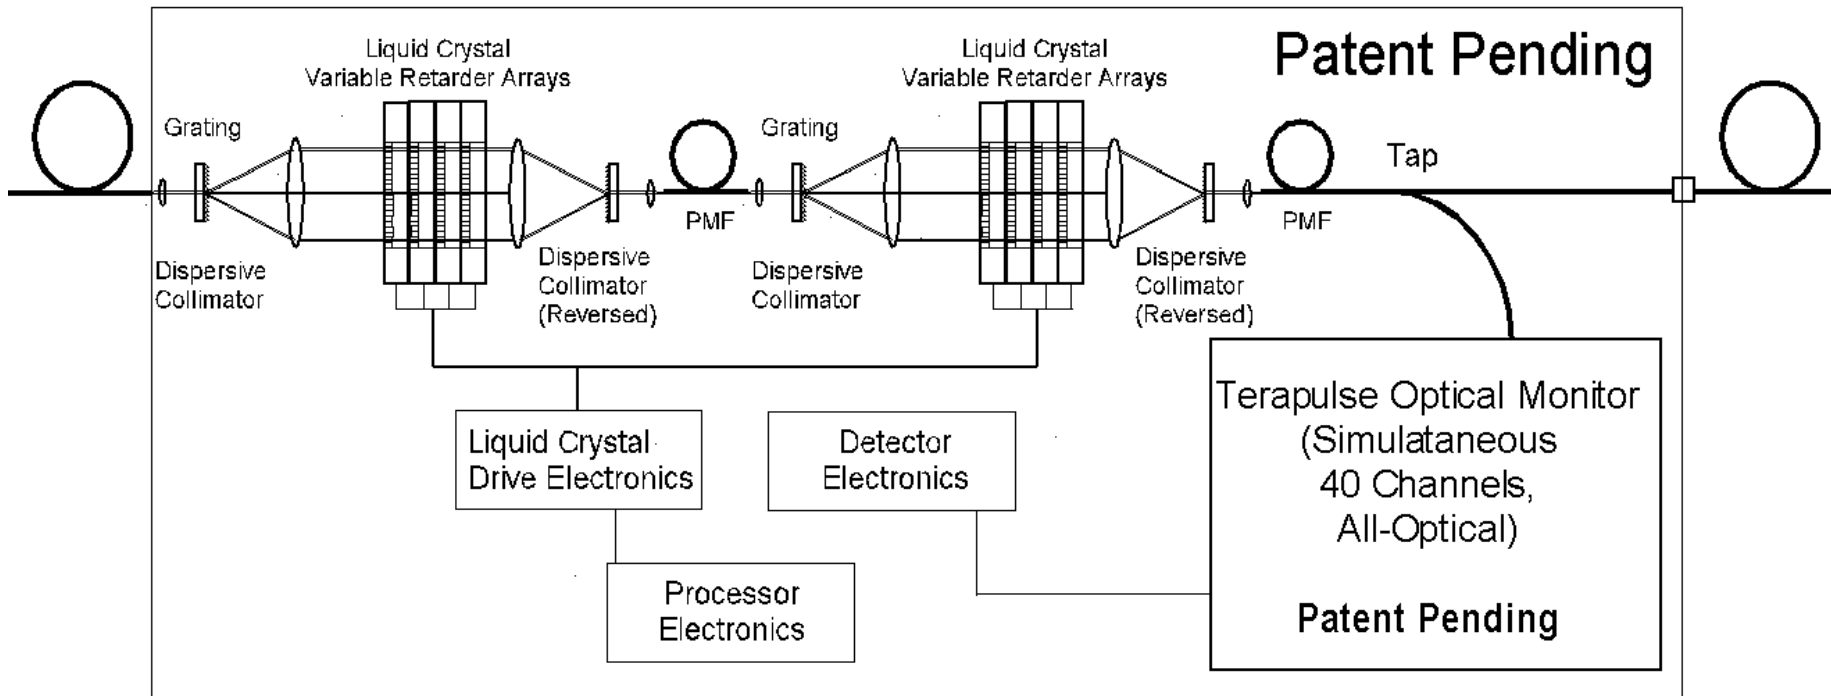 Liquid Crystal
Variable Retarder Arrays
Liquid Crystal
Variable Retarder Arrays
Patent Pending
Grating
Grating
Tap
PMF
PMF
Dispersive
Collimator
Dispersive
Collimator
(Reversed)
Dispersive
Collimator
Dispersive
Collimator
(Reversed)
Liquid Crystal
Drive Electronics
Detector
Electronics
Terapulse Optical Monitor
(Simulataneous
40 Channels,
All-Optical)
Patent Pending
Processor
Electronics